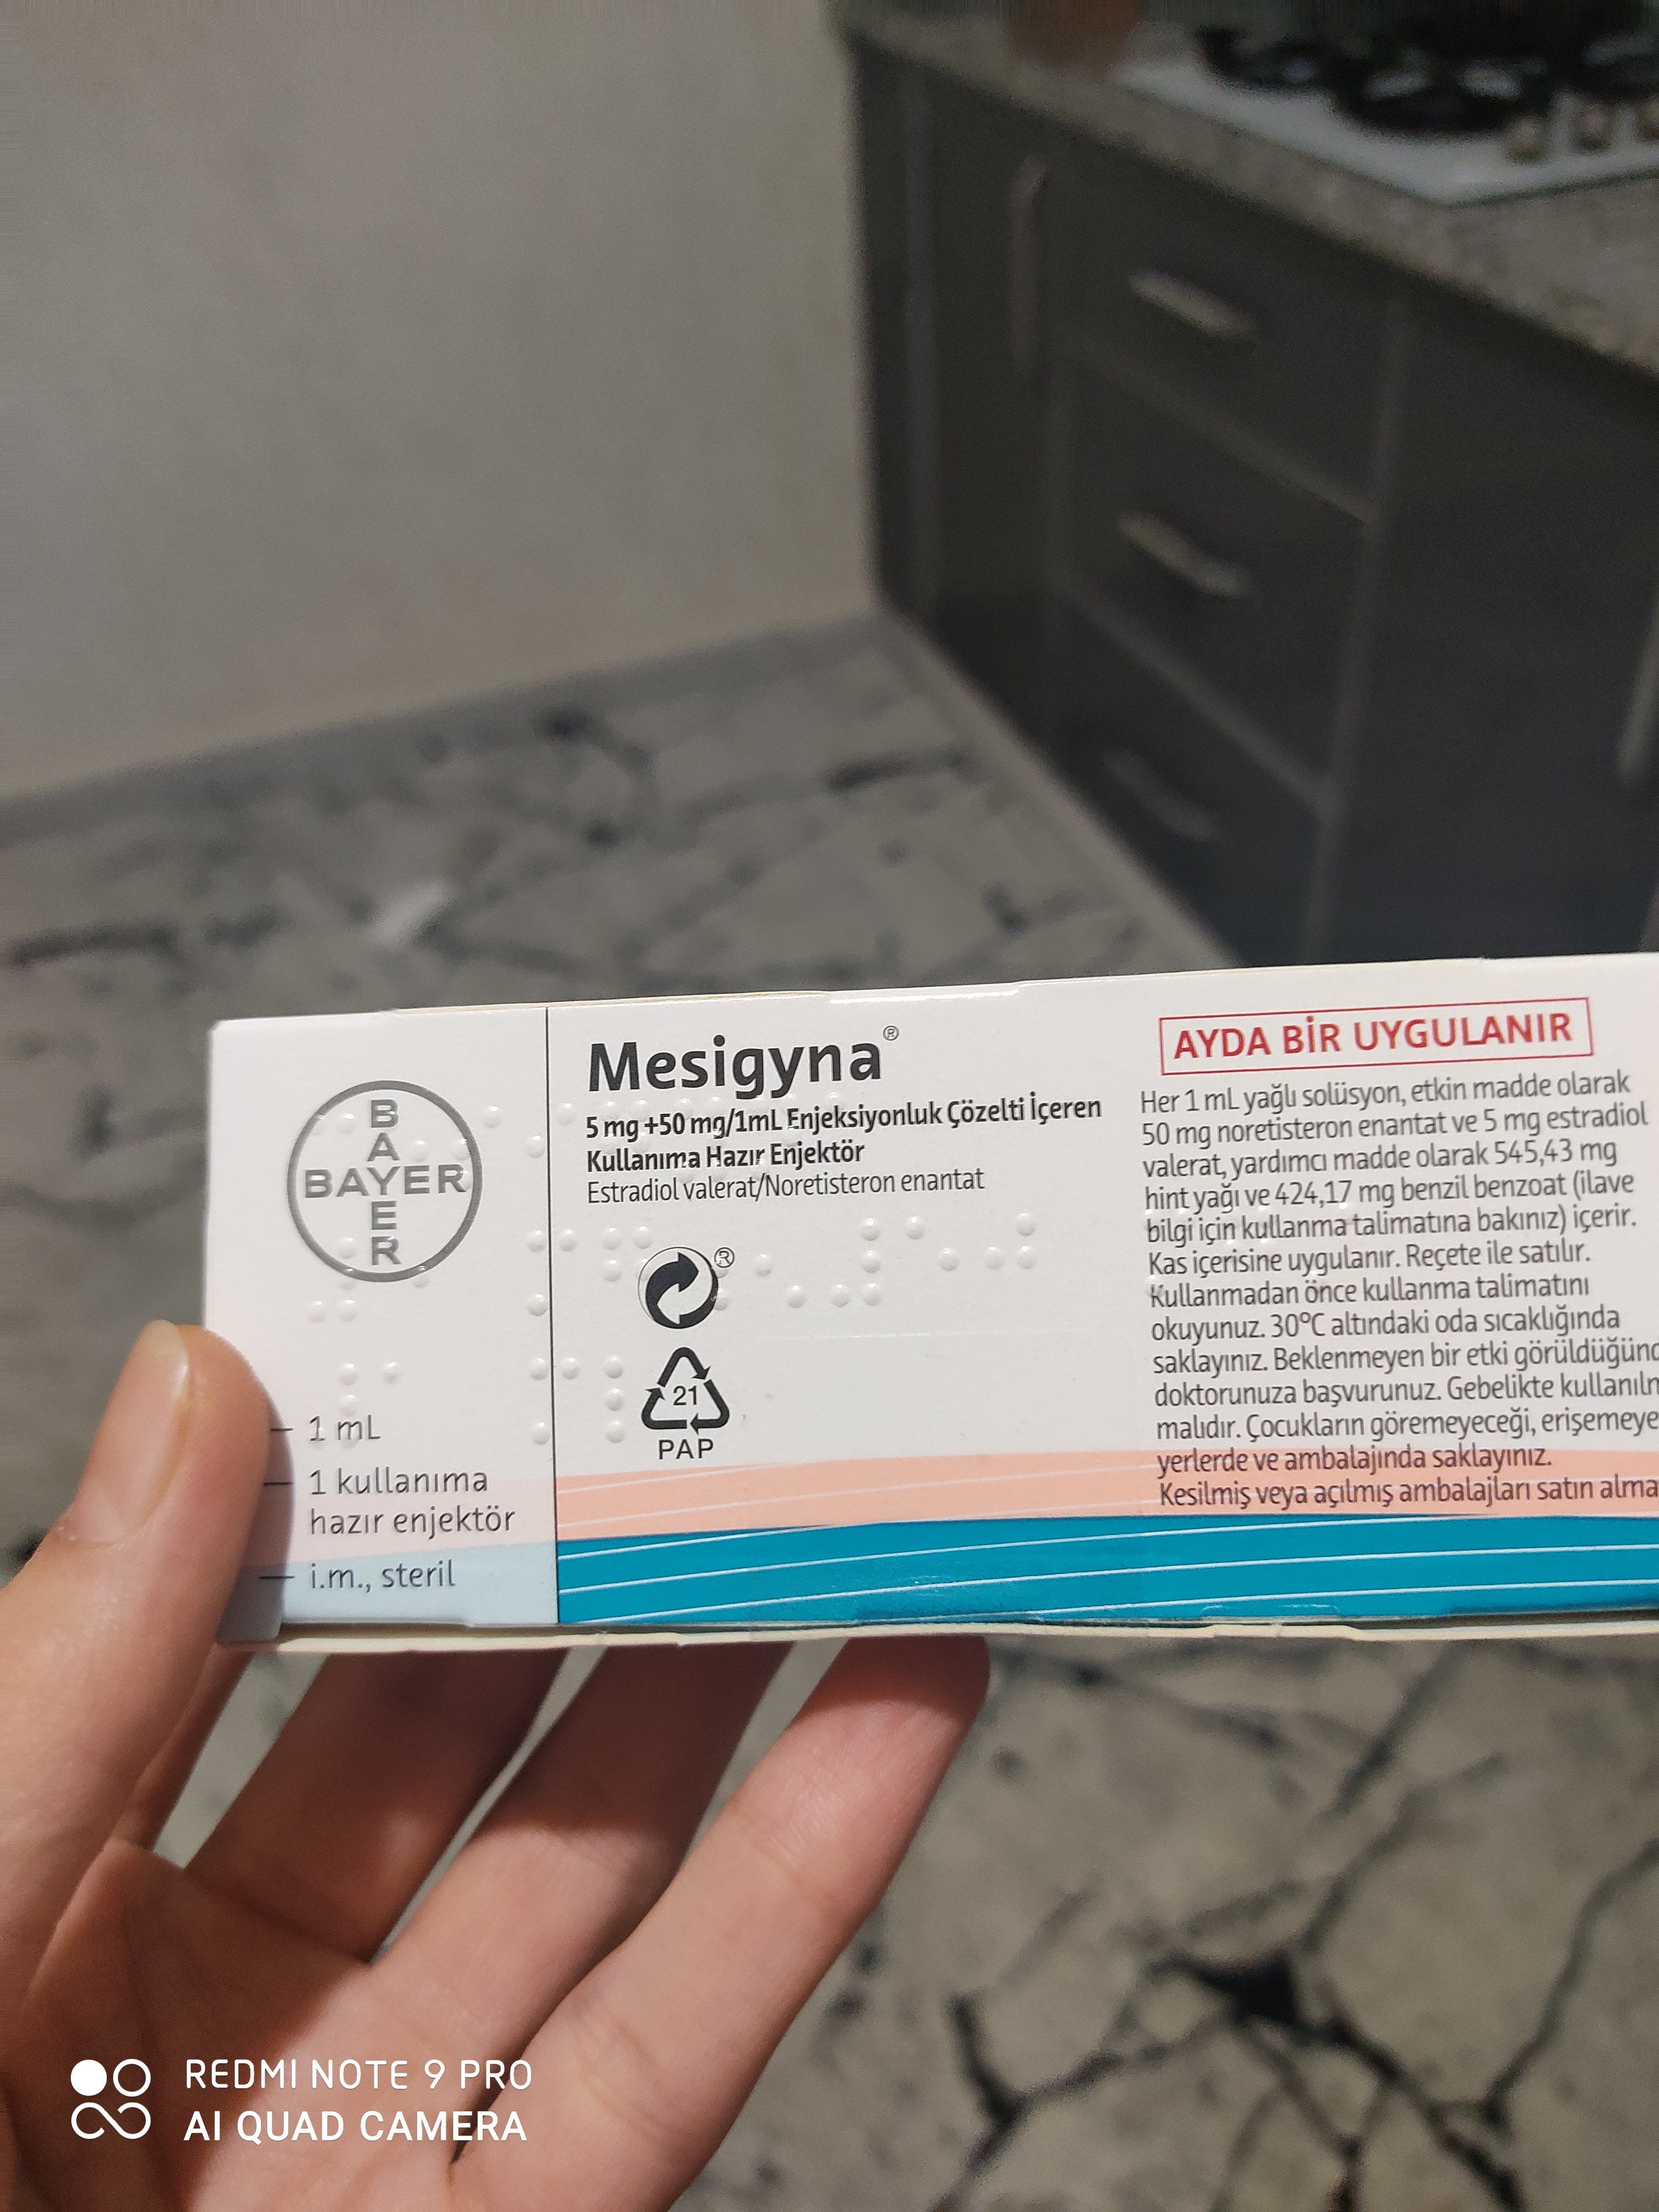 BAYER
BAYER
1 mL
1 kullanıma
hazır enjektör
i.m., steril
Mesigyna®
5 mg +50 mg/1mL Enjeksiyonluk Çözelti İçeren
Kullanıma Hazır Enjektör
Estradiol valerat/Noretisteron enantat
®
21
PAP
AYDA BİR UYGULANIR
Her 1 mL yağlı solüsyon, etkin madde olarak
50 mg noretisteron enantat ve 5 mg estradiol
valerat, yardımcı madde olarak 545,43 mg
hint yağı ve 424,17 mg benzil benzoat (ilave
bilgi için kullanma talimatına bakınız) içerir.
Kas içerisine uygulanır. Reçete ile satılır.
Kullanmadan önce kullanma talimatını
okuyunuz. 30°C altındaki oda sıcaklığında
saklayınız. Beklenmeyen bir etki
doktorunuza başvurunuz. Gebelikte
malıdır. Çocukların göremeyeceği,
yerlerde ve ambalajında saklayınız.
Kesilmiş veya açılmış ambalajları satın
REDMI NOTE 9 PRO
AI QUAD CAMERA